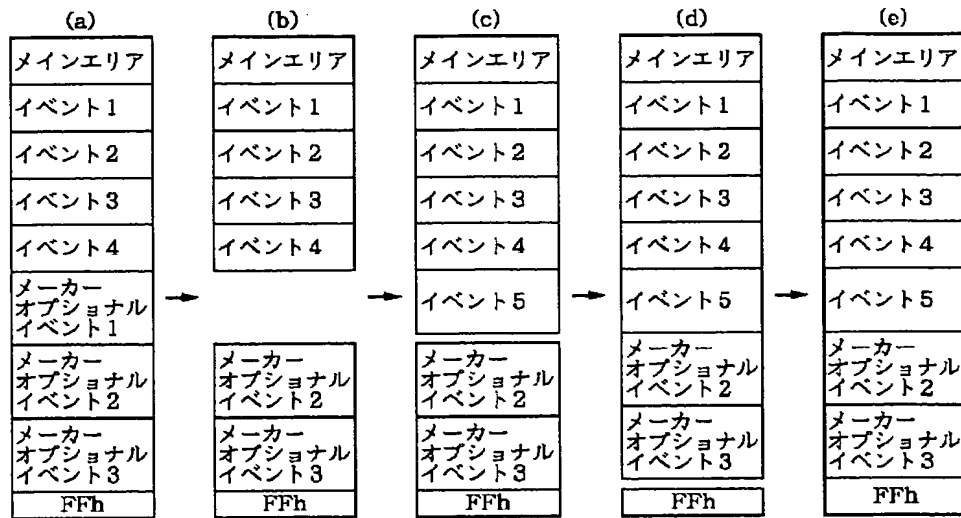 (a)
メインエリア
イベント1
イベント2
イベント3
イベント4
メーカー
オプショナル
イベント1
メーカー
オプショナル
イベント2
メーカー
オプショナル
イベント3
FFh
(b)
メインエリア
イベント1
イベント2
イベント3
イベント4
メーカー
オプショナル
イベント2
メーカー
オプショナル
イベント3
FFh
(c)
メインエリア
イベント1
イベント2
イベント3
イベント4
イベント5
メーカー
オプショナル
イベント2
メーカー
オプショナル
イベント3
FFh
(d)
メインエリア
イベント1
イベント2
イベント3
イベント4
イベント5
メーカー
オプショナル
イベント2
メーカー
オプショナル
イベント3
FFh
(e)
メインエリア
イベント1
イベント2
イベント3
イベント4
イベント5
メーカー
オプショナル
イベント2
メーカー
オプショナル
イベント3
FFh